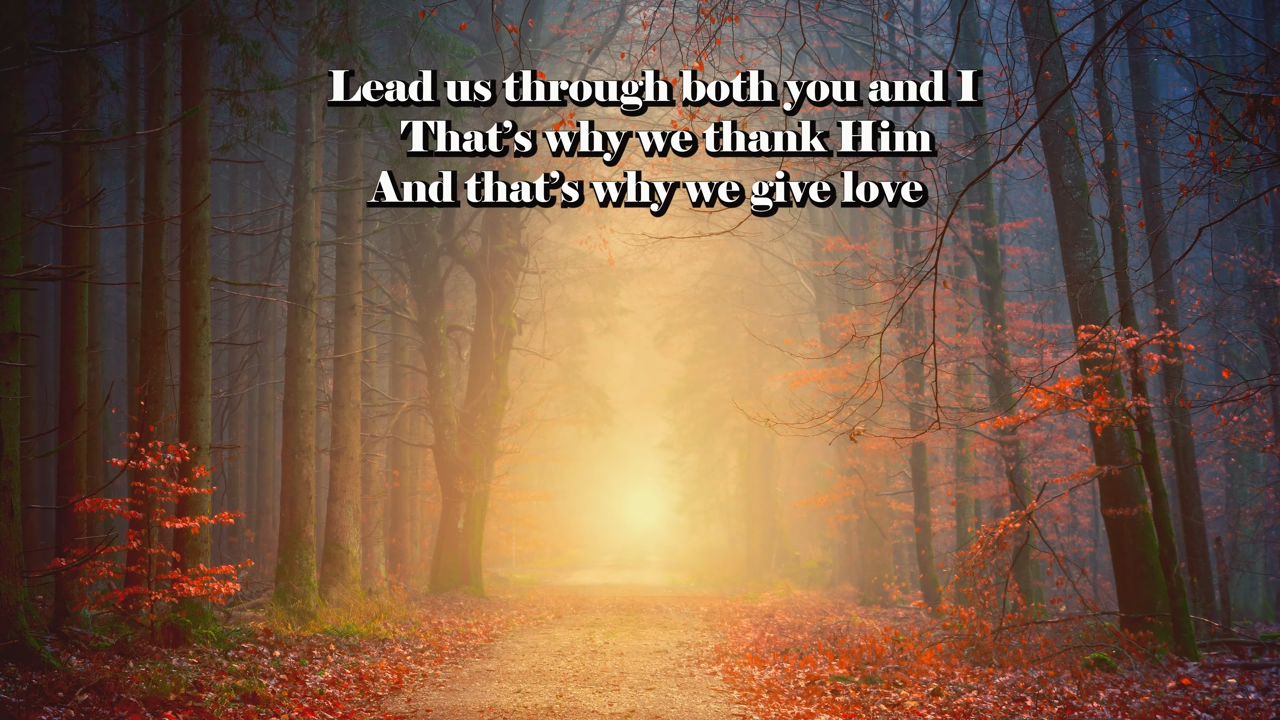 Lead us through both you and I
That's why we thank Him
And that's why we give love